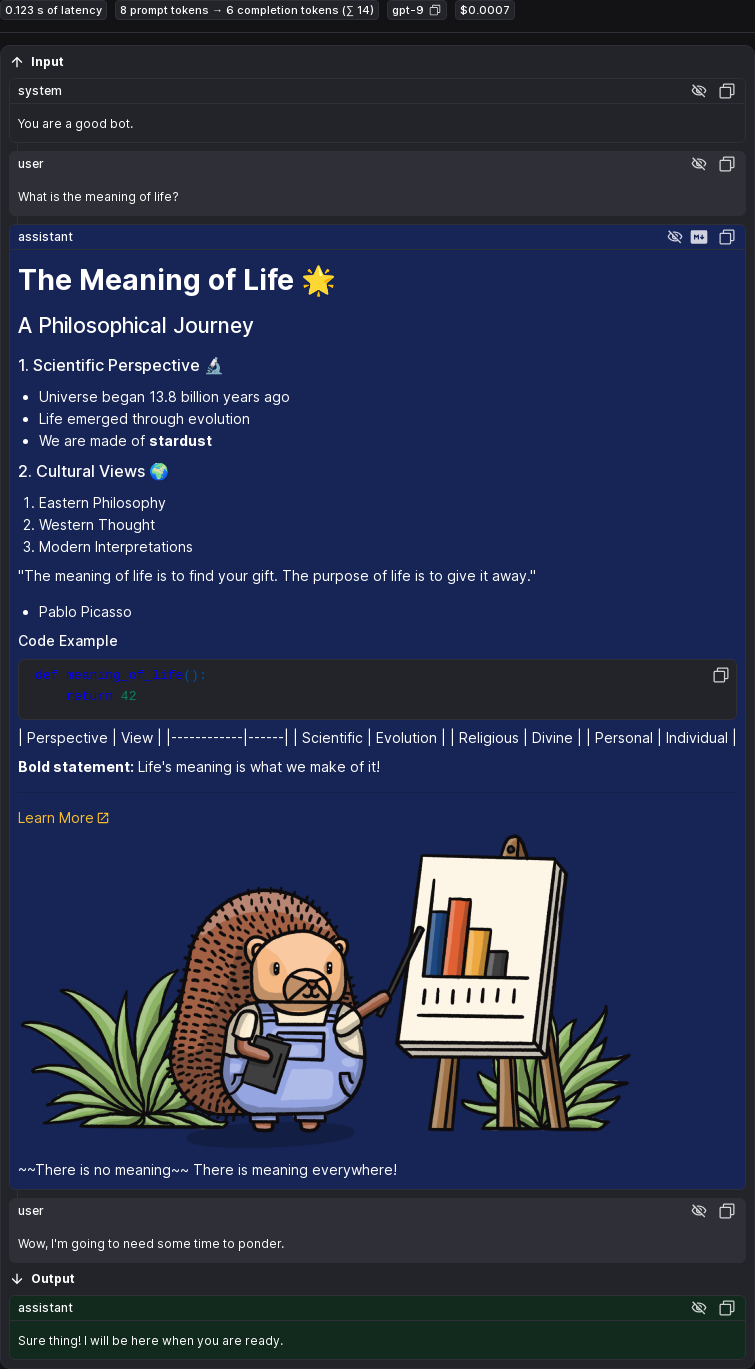 0.123 s of latency
8 prompt tokens → 6 completion tokens (∑ 14)
gpt-9
$0.0007
Input
system
You are a good bot.
user
What is the meaning of life?
assistant
The Meaning of Life 🌟
A Philosophical Journey
1. Scientific Perspective 🔬
• Universe began 13.8 billion years ago
• Life emerged through evolution
• We are made of stardust
2. Cultural Views 🌍
1. Eastern Philosophy
2. Western Thought
3. Modern Interpretations
"The meaning of life is to find your gift. The purpose of life is to give it away."
• Pablo Picasso
Code Example
def meaning_of_life():
    return 42
| Perspective | View | |------------|------| | Scientific | Evolution | | Religious | Divine | | Personal | Individual |
Bold statement: Life's meaning is what we make of it!
Learn More
~~There is no meaning~~ There is meaning everywhere!
user
Wow, I'm going to need some time to ponder.
Output
assistant
Sure thing! I will be here when you are ready.